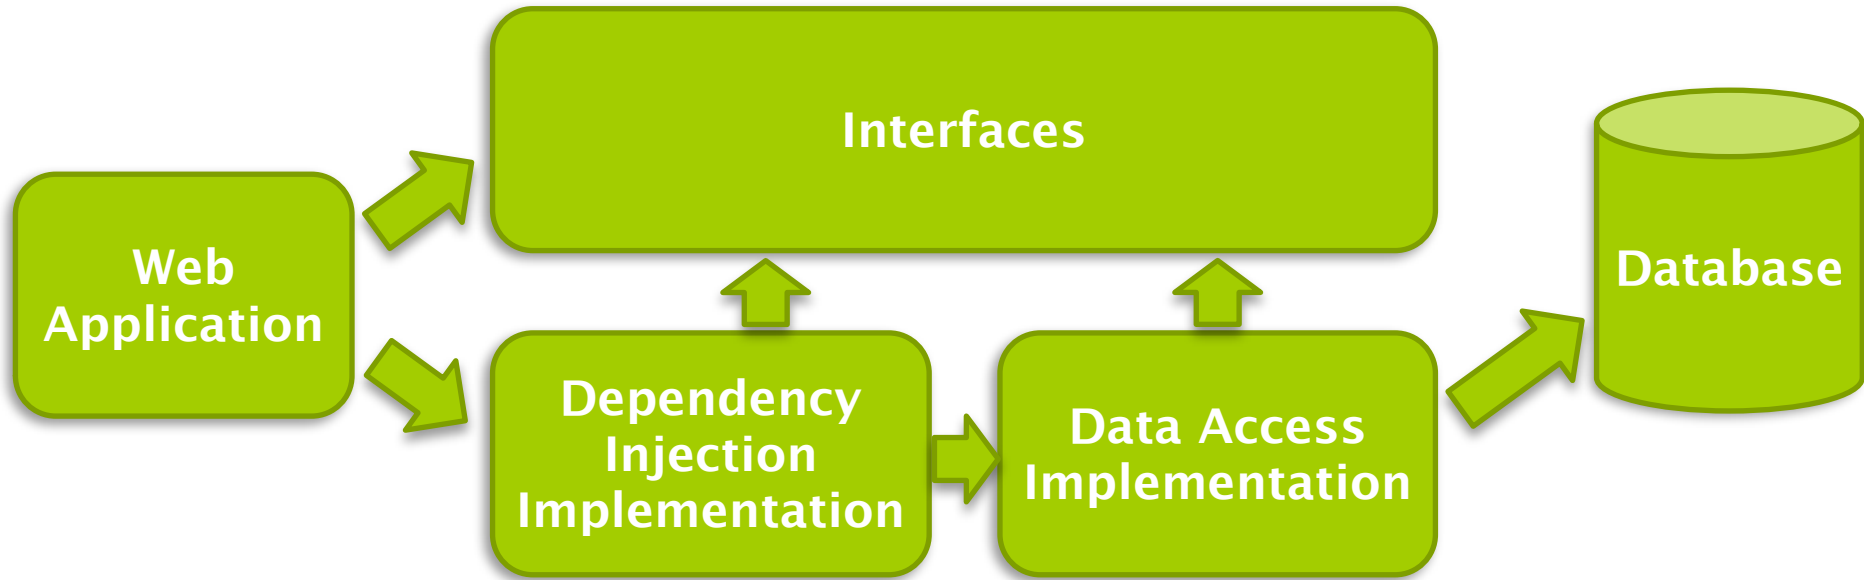 Interfaces
Web
Application
Database
Dependency
Injection
Implementation
Data Access
Implementation